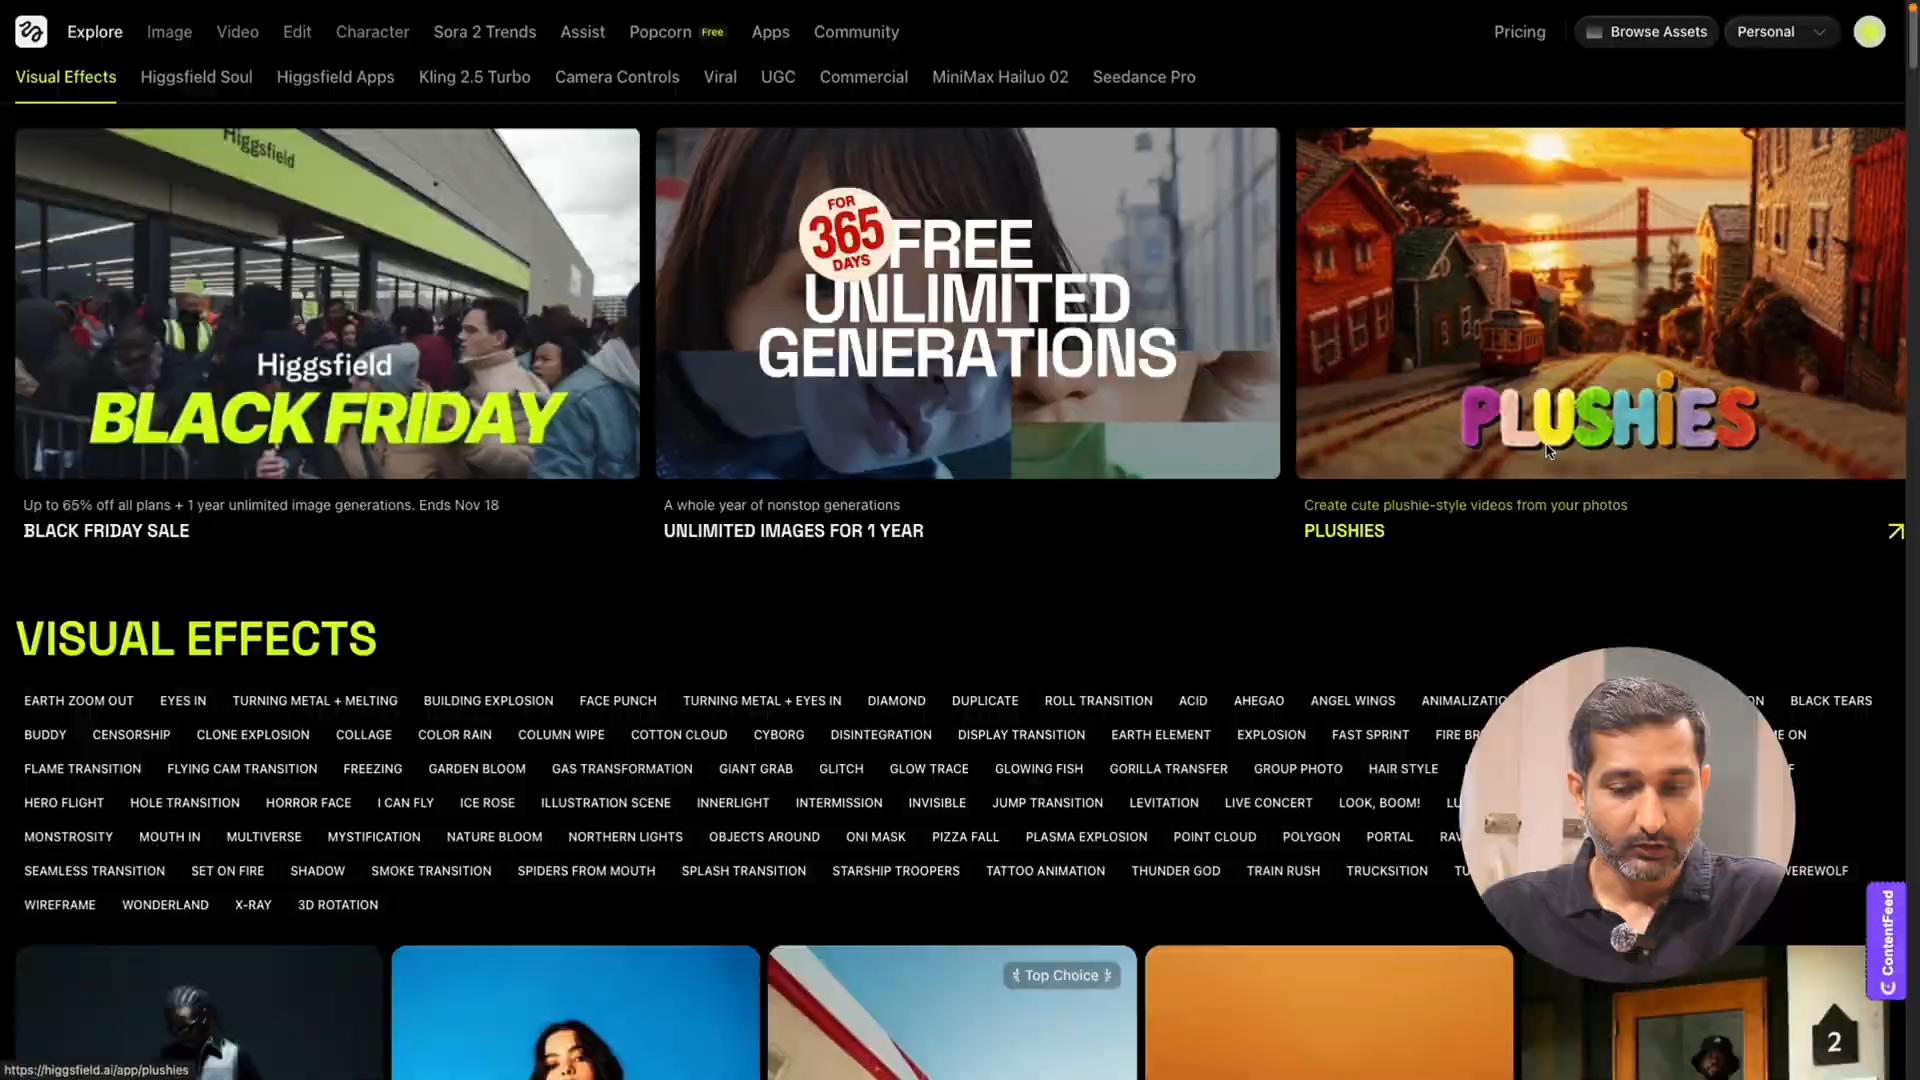 Explore Image Video Edit Character Sora 2 Trends Assist Popcorn Free Apps Community Pricing Browse Assets Personal
Visual Effects Higgsfield Soul Higgsfield Apps Kling 2.5 Turbo Camera Controls Viral UGC Commercial MiniMax Hailuo 02 Seedance Pro
Higgsfield
Higgsfield
BLACK FRIDAY
FOR
365
DAYS
FREE
UNLIMITED
GENERATIONS
PLUSHIES
Up to 65% off all plans + 1 year unlimited image generations. Ends Nov 18
BLACK FRIDAY SALE
A whole year of nonstop generations
UNLIMITED IMAGES FOR 1 YEAR
Create cute plushie-style videos from your photos
PLUSHIES
VISUAL EFFECTS
EARTH ZOOM OUT EYES IN TURNING METAL + MELTING BUILDING EXPLOSION FACE PUNCH TURNING METAL + EYES IN DIAMOND DUPLICATE ROLL TRANSITION ACID AHEGAO ANGEL WINGS BLACK TEARS
BUDDY CENSORSHIP CLONE EXPLOSION COLLAGE COLOR RAIN COLUMN WIPE COTTON CLOUD CYBORG DISINTEGRATION DISPLAY TRANSITION EARTH ELEMENT EXPLOSION FAST SPRINT FIRE ON
FLAME TRANSITION FLYING CAM TRANSITION FREEZING GARDEN BLOOM GAS TRANSFORMATION GIANT GRAB GLITCH GLOW TRACE GLOWING FISH GORILLA TRANSFER GROUP PHOTO HAIR STYLE
HERO FLIGHT HOLE TRANSITION HORROR FACE I CAN FLY ICE ROSE ILLUSTRATION SCENE INNERLIGHT INTERMISSION INVISIBLE JUMP TRANSITION LEVITATION LIVE CONCERT LOOK, BOOM!
MONSTROSITY MOUTH IN MULTIVERSE MYSTIFICATION NATURE BLOOM NORTHERN LIGHTS OBJECTS AROUND ONI MASK PIZZA FALL PLASMA EXPLOSION POINT CLOUD POLYGON PORTAL
SEAMLESS TRANSITION SET ON FIRE SHADOW SMOKE TRANSITION SPIDERS FROM MOUTH SPLASH TRANSITION STARSHIP TROOPERS TATTOO ANIMATION THUNDER GOD TRAIN RUSH TRUCKSITION WEREWOLF
WIREFRAME WONDERLAND X-RAY 3D ROTATION
ContentFeed
Top Choice
2
https://higgsfield.ai/app/plushies